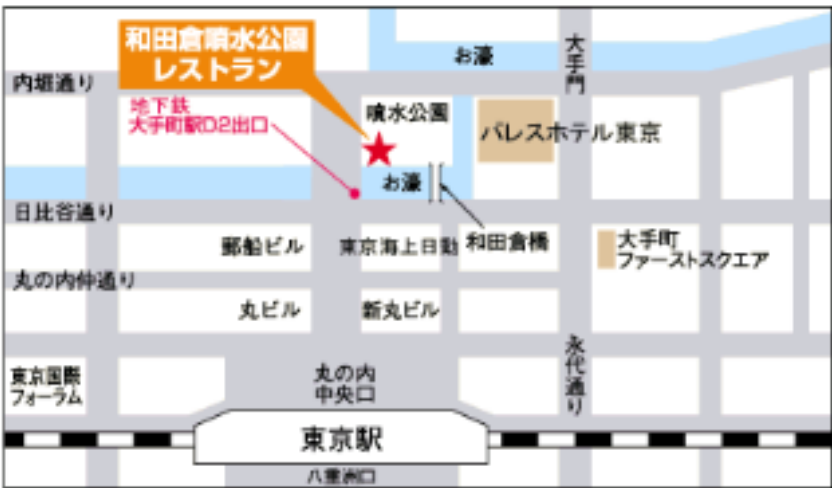 和田倉噴水公園
レストラン
お濠
大手門
内堀通り
地下鉄
大手町駅D2出口
噴水公園
パレスホテル東京
お濠
日比谷通り
郵船ビル
東京海上日動
和田倉橋
大手町
ファーストスクエア
丸の内仲通り
丸ビル
新丸ビル
永代通り
東京国際
フォーラム
丸の内
中央口
東京駅
八重洲口